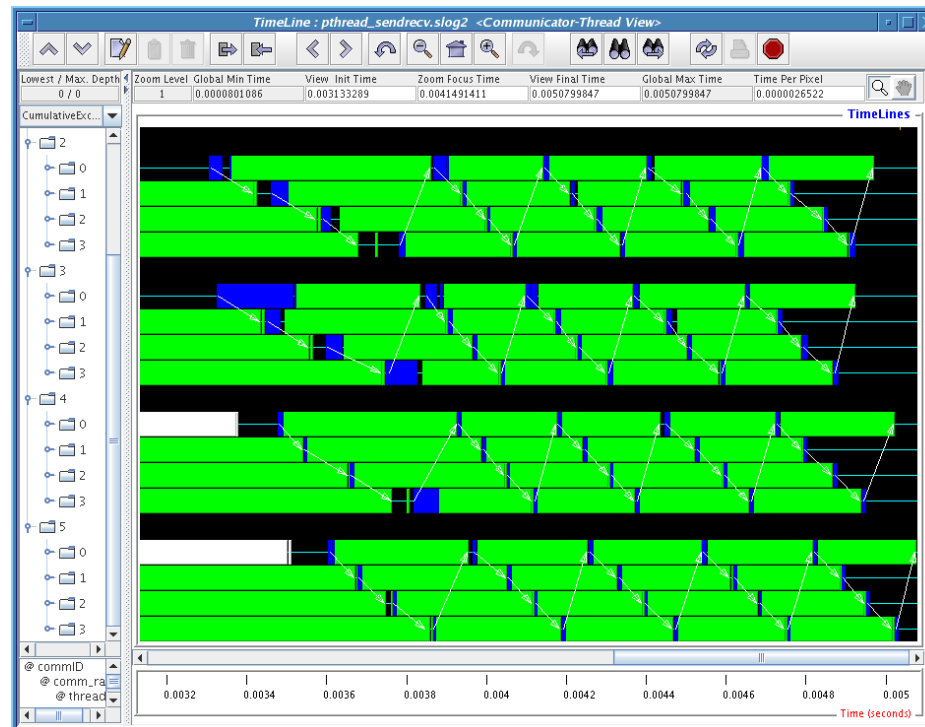 TimeLine : pthread_sendrecv.slog2 <Communicator-Thread View>
Lowest / Max. Depth Zoom Level Global Min Time View Init Time Zoom Focus Time View Final Time Global Max Time Time Per Pixel
0 / 0 1 0.0000801086 0.003133289 0.0041491411 0.0050799847 0.0050799847 0.0000026522
CumulativeExc... TimeLines
2
0
1
2
3
3
0
1
2
3
4
0
1
2
3
5
0
1
2
3
@ commID
@ comm_ra
@ thread
0.0032 0.0034 0.0036 0.0038 0.004 0.0042 0.0044 0.0046 0.0048 0.005
Time (seconds)